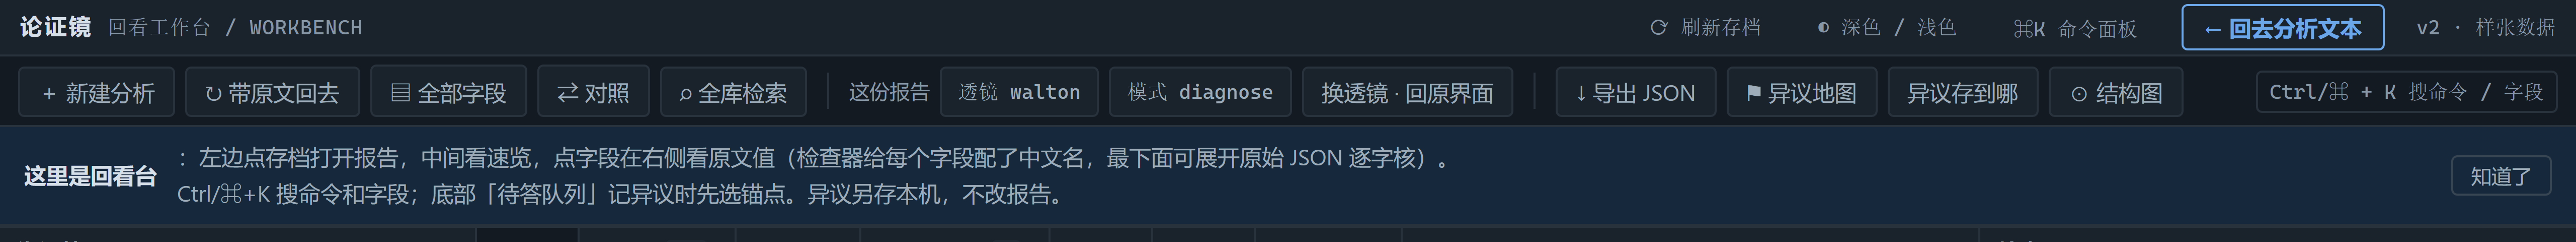 论证镜 回看工作台 / WORKBENCH ⟳ 刷新存档 ◐ 深色 / 浅色 ⌘K 命令面板 ← 回去分析文本 v2 · 样张数据
+ 新建分析 ↻ 带原文回去 ▤ 全部字段 ⇄ 对照 ⌕ 全库检索 这份报告 透镜 walton 模式 diagnose 换透镜 · 回原界面 ↓ 导出 JSON ⚑ 异议地图 异议存到哪 ⊙ 结构图 Ctrl/⌘ + K 搜命令 / 字段
这里是回看台 : 左边点存档打开报告,中间看速览,点字段在右侧看原文值(检查器给每个字段配了中文名,最下面可展开原始 JSON 逐字核)。
Ctrl/⌘+K 搜命令和字段;底部「待答队列」记异议时先选锚点。异议另存本机,不改报告。
知道了